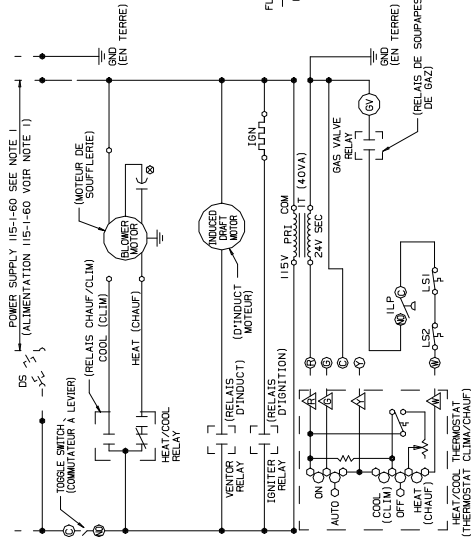 POWER SUPPLY 115-1-60 SEE NOTE 1
(ALIMENTATION 115-1-60 VOIR NOTE 1)
DS
TOGGLE SWITCH
(COMMUTATEUR À LEVIER)
C
NO
GND
(EN TERRE)
(RELAIS CHAUF/CLIM)
COOL (CLIM)
HEAT (CHAUF)
HEAT/COOL
RELAY
BLOWER
MOTOR
(MOTEUR DE
SOUFFLERIE)
VENTOR
RELAY
(RELAIS
D'INDUCT)
INDUCED
DRAFT
MOTOR
(D'INDUCT
MOTEUR)
IGNITER
RELAY
(RELAIS
D'IGNITION)
IGN
115V PRI COM
1T (40VA)
24V SEC
GND
(EN TERRE)
R
G
C
Y
W
GAS VALVE
RELAY
GV
(RELAIS DE SOUPAPES
DE GAZ)
1LP
NO
C
LS2
LS1
R
G
Y
ON
AUTO
COOL
(CLIM)
OFF
HEAT
(CHAUF)
HEAT/COOL THERMOSTAT
(THERMOSTAT CLIMA/CHAUF)